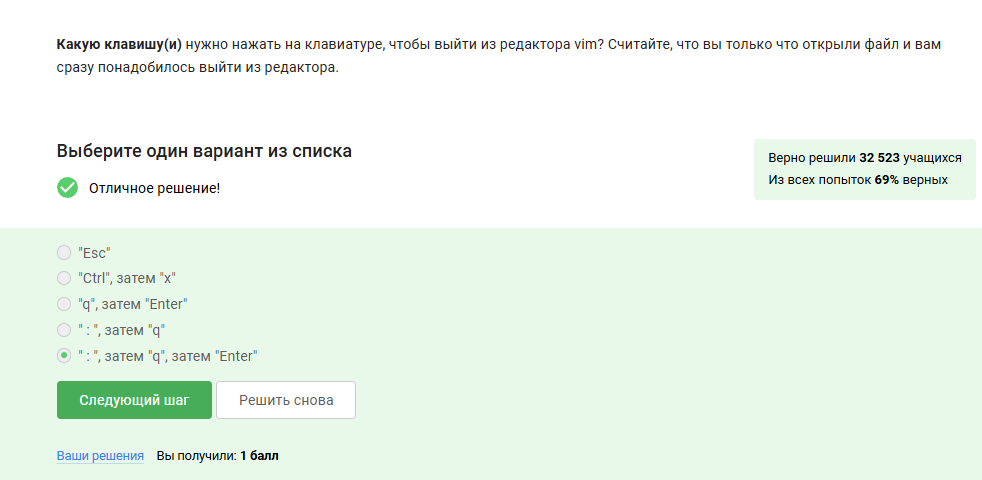 Какую клавишу(и) нужно нажать на клавиатуре, чтобы выйти из редактора vim? Считайте, что вы только что открыли файл и вам
сразу понадобилось выйти из редактора.
Выберите один вариант из списка
Отличное решение!
Верно решили 32 523 учащихся
Из всех попыток 69% верных
"Esc"
"Ctrl", затем "x"
"q", затем "Enter"
" : ", затем "q"
" : ", затем "q", затем "Enter"
Следующий шаг Решить снова
Ваши решения Вы получили: 1 балл